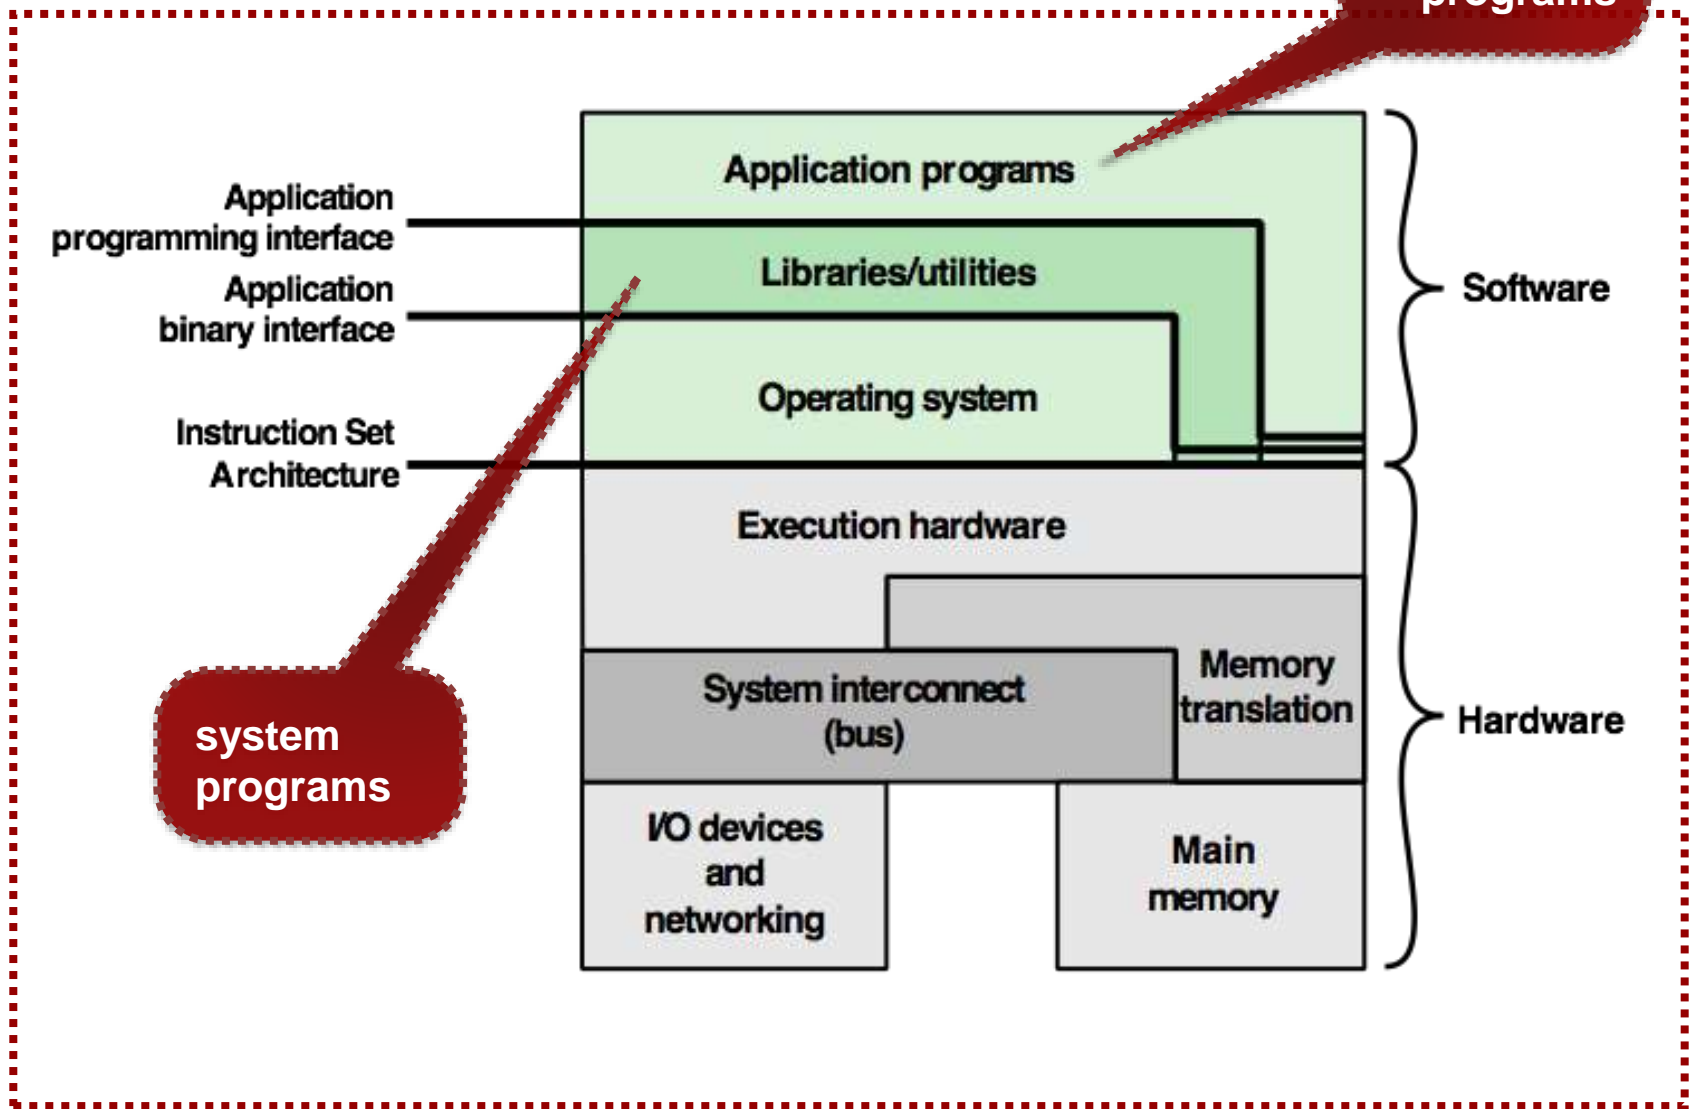 programs
Application programs
Application
programming interface
Libraries/utilities
Application
binary interface
Software
Operating system
Instruction Set
Architecture
Execution hardware
Memory
translation
System interconnect
(bus)
Hardware
system
programs
I/O devices
and
networking
Main
memory